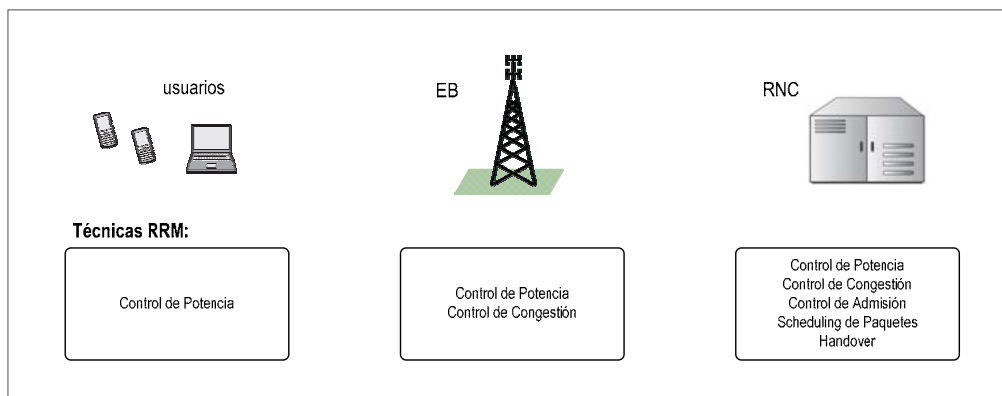 usuarios
EB
RNC
Técnicas RRM:
Control de Potencia
Control de Potencia
Control de Congestión
Control de Potencia
Control de Congestión
Control de Admisión
Scheduling de Paquetes
Handover